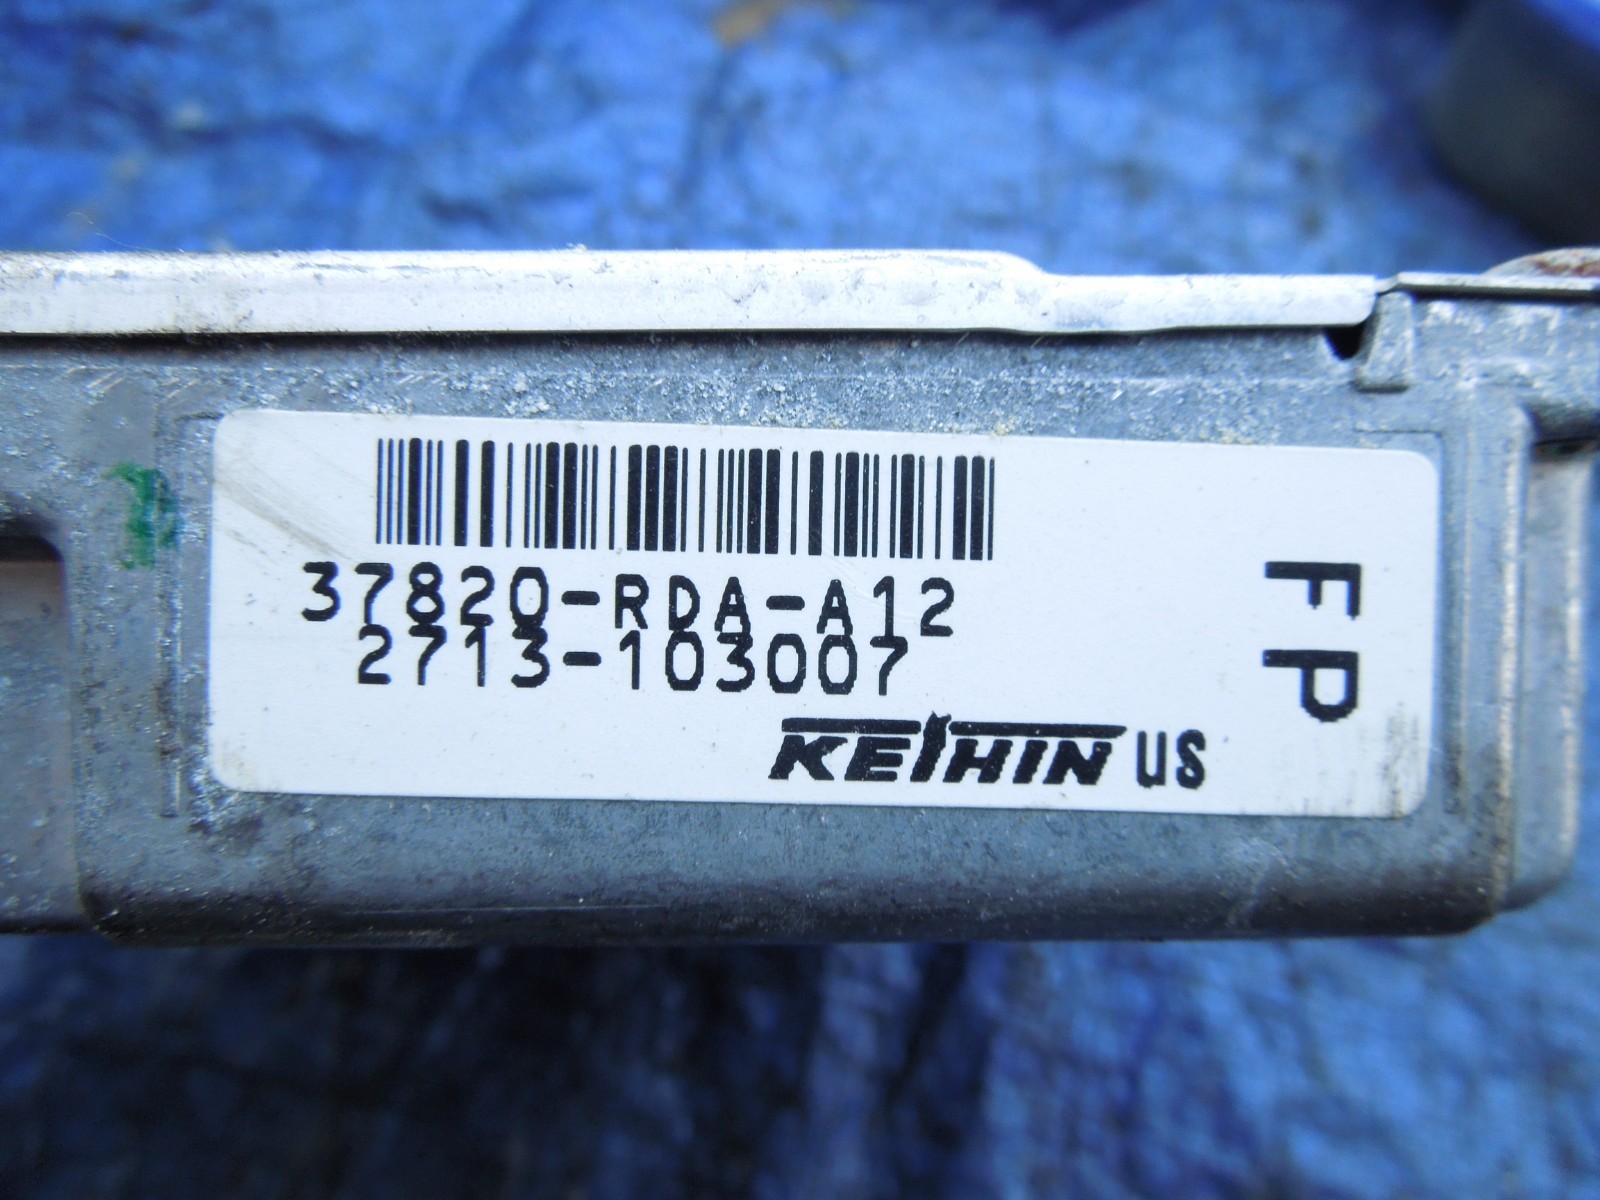 37820-RDA-A12
2713-103007
KEIHIN US
FP